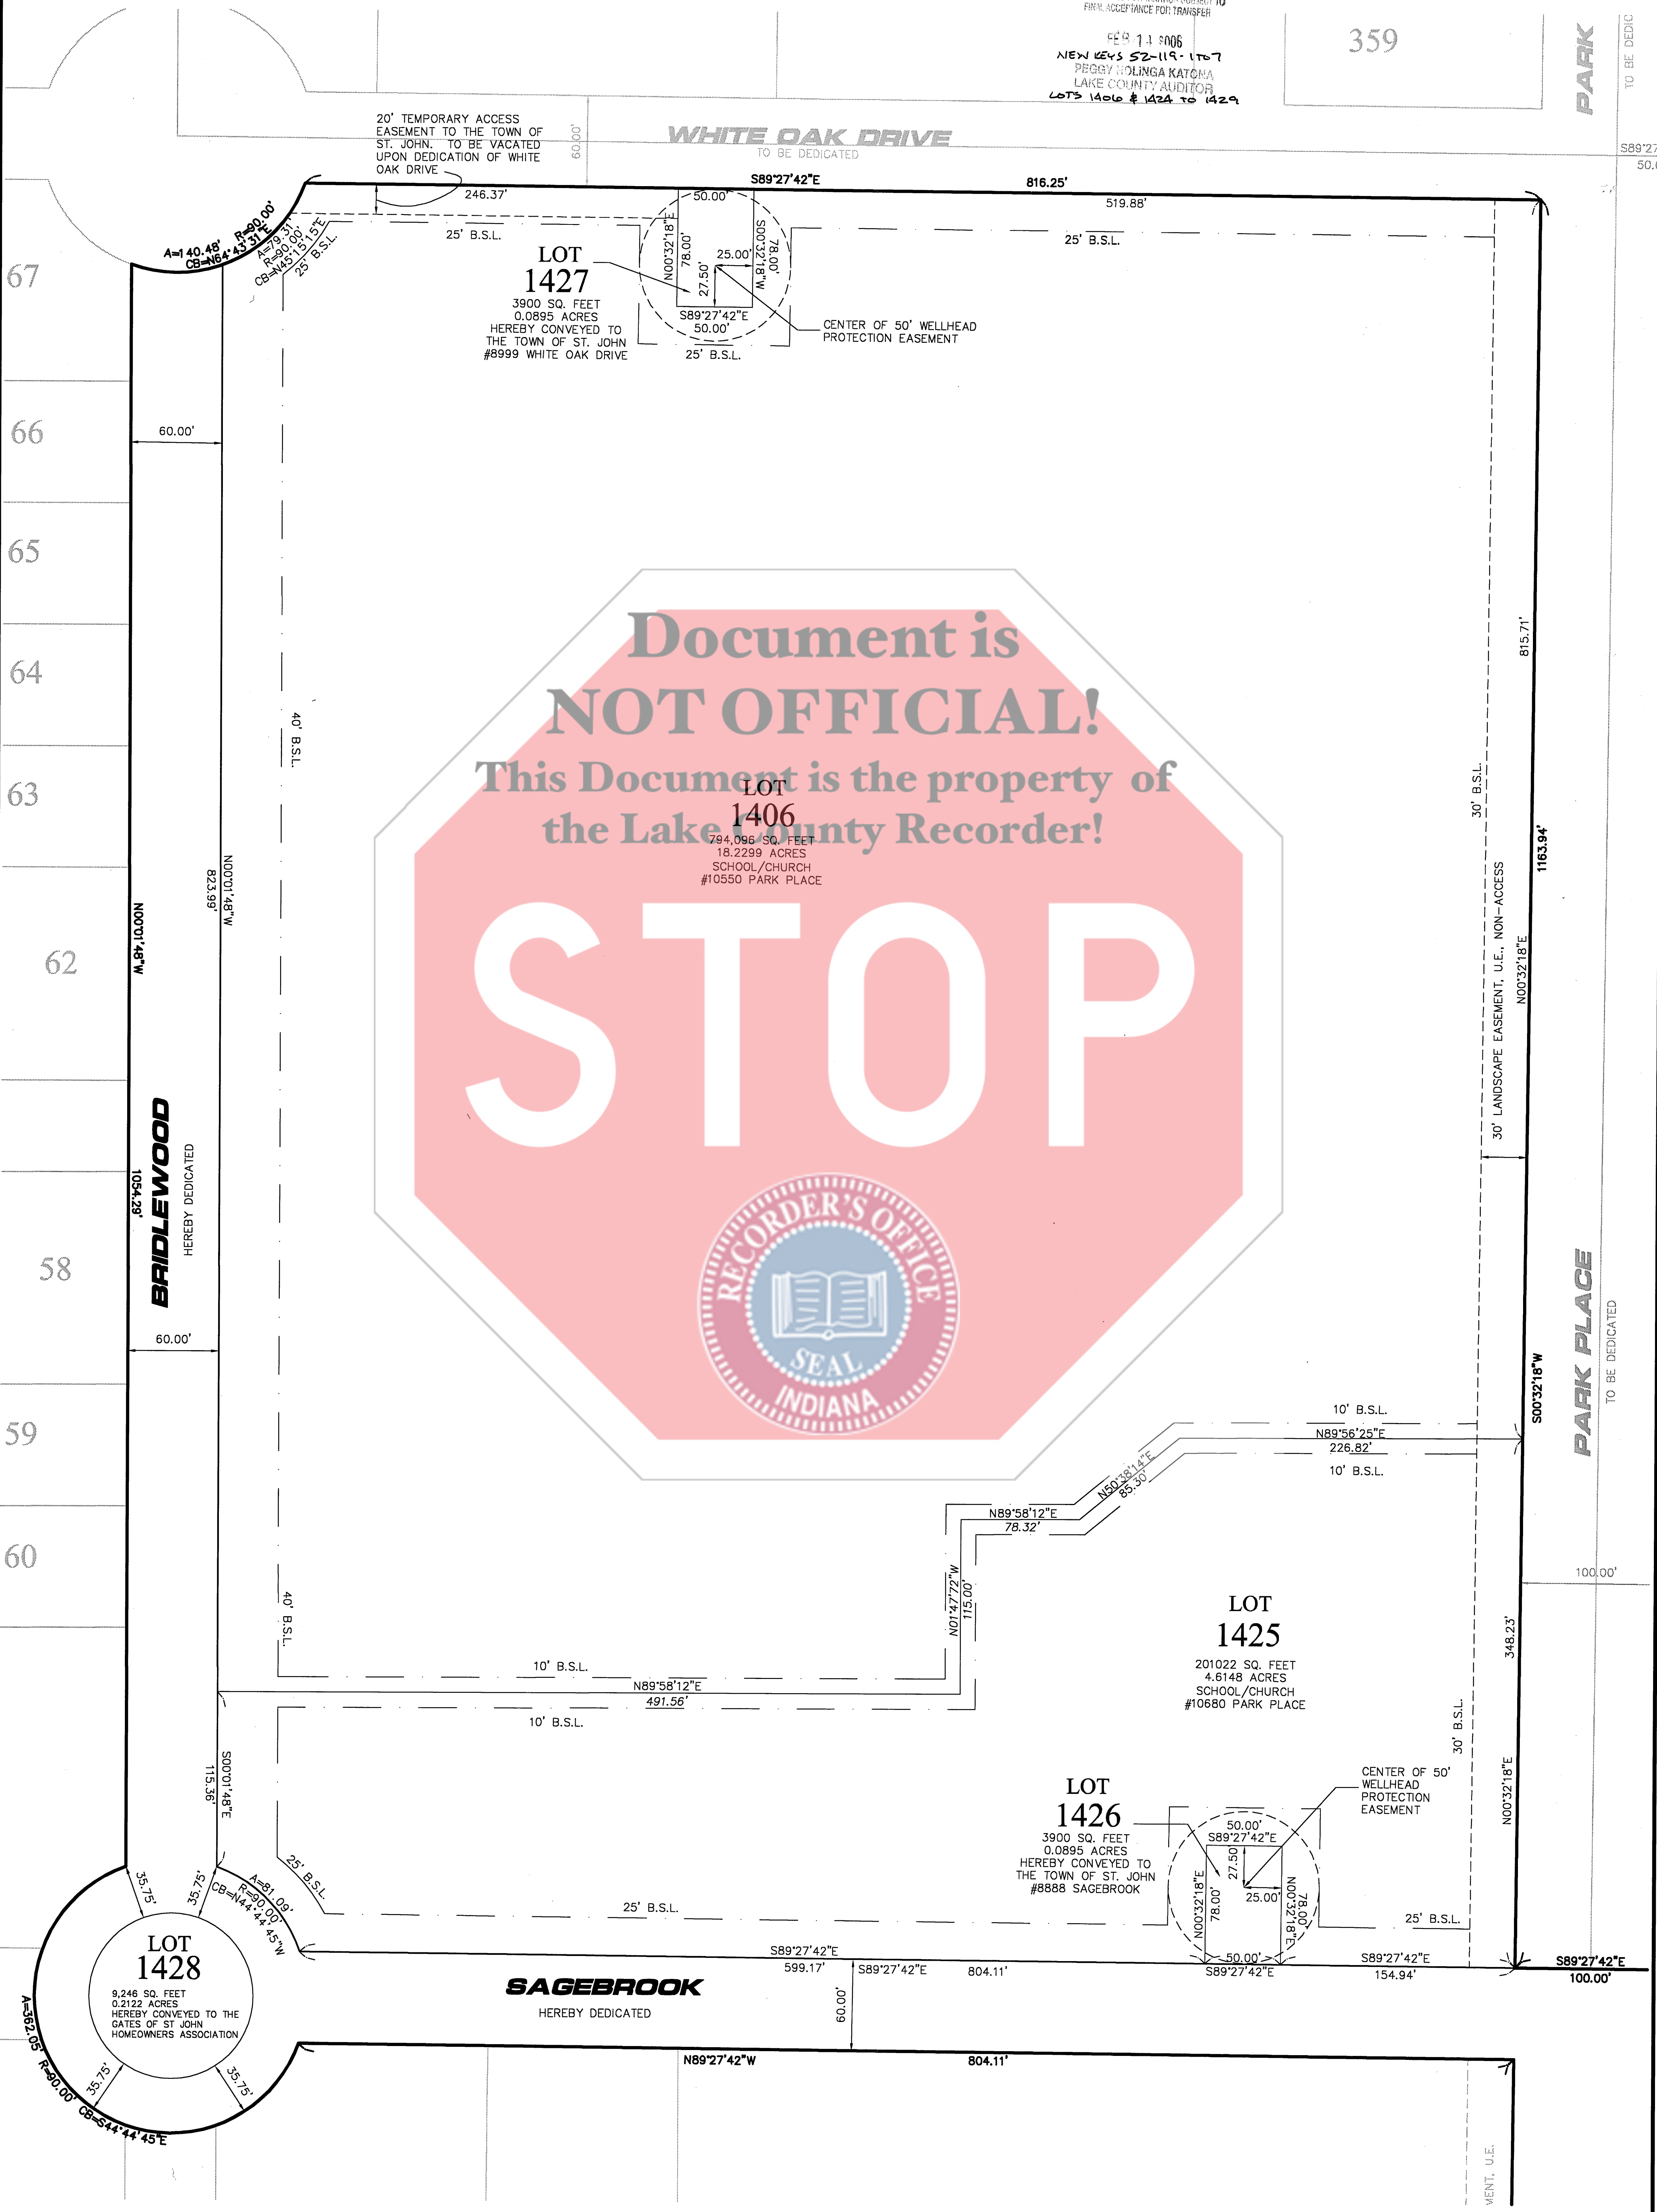 FINAL ACCEPTANCE FOR TRANSFER
FEB 14 2006
NEW KEYS 52-119-1 TO 7
PEGGY HOLINGA KATONA
LAKE COUNTY AUDITOR
LOTS 1406 & 1424 TO 1429
359
PARK
TO BE DEDIC
WHITE OAK DRIVE
TO BE DEDICATED
60.00'
S89°27
50.0
20' TEMPORARY ACCESS
EASEMENT TO THE TOWN OF
ST. JOHN. TO BE VACATED
UPON DEDICATION OF WHITE
OAK DRIVE
S89°27'42"E
816.25'
246.37'
50.00'
519.88'
A=140.48' R=90.00'
CB=N64°43'31"E
A=79.31'
R=90.00'
CB=N45°15'15"E
25' B.S.L.
25' B.S.L.
25' B.S.L.
LOT
1427
3900 SQ. FEET
0.0895 ACRES
HEREBY CONVEYED TO
THE TOWN OF ST. JOHN
#8999 WHITE OAK DRIVE
N00°32'18"E
78.00'
27.50'
25.00'
S00°32'18"W
78.00'
S89°27'42"E
50.00'
25' B.S.L.
CENTER OF 50' WELLHEAD
PROTECTION EASEMENT
67
66
65
64
63
62
58
59
60
60.00'
40' B.S.L.
N00°01'48"W
823.99'
N00°01'48"W
1054.29'
BRIDLEWOOD
HEREBY DEDICATED
60.00'
Document is
NOT OFFICIAL!
This Document is the property of
the Lake County Recorder!
LOT
1406
794,096 SQ. FEET
18.2299 ACRES
SCHOOL/CHURCH
#10550 PARK PLACE
STOP
RECORDER'S OFFICE
SEAL
INDIANA
815.71'
30' B.S.L.
1163.94'
30' LANDSCAPE EASEMENT, U.E., NON-ACCESS
N00°32'18"E
S00°32'18"W
PARK PLACE
TO BE DEDICATED
10' B.S.L.
N89°56'25"E
226.82'
10' B.S.L.
N50°38'14"E
85.30'
N89°58'12"E
78.32'
N01°47'72"W
115.00'
100.00'
40' B.S.L.
10' B.S.L.
N89°58'12"E
491.56'
10' B.S.L.
LOT
1425
201022 SQ. FEET
4.6148 ACRES
SCHOOL/CHURCH
#10680 PARK PLACE
348.23'
30' B.S.L.
N00°32'18"E
S00°01'48"E
115.36'
LOT
1426
3900 SQ. FEET
0.0895 ACRES
HEREBY CONVEYED TO
THE TOWN OF ST. JOHN
#8888 SAGEBROOK
CENTER OF 50'
WELLHEAD
PROTECTION
EASEMENT
50.00'
S89°27'42"E
27.50'
25.00'
N00°32'18"E
78.00'
N00°32'18"E
78.00'
50.00'
S89°27'42"E
25' B.S.L.
25' B.S.L.
25' B.S.L.
A=81.09'
R=90.00'
CB=N44°44'45"W
35.75'
35.75'
LOT
1428
9,246 SQ. FEET
0.2122 ACRES
HEREBY CONVEYED TO THE
GATES OF ST JOHN
HOMEOWNERS ASSOCIATION
35.75'
35.75'
A=362.05' R=90.00' CB=S44°44'45"E
S89°27'42"E
599.17'
S89°27'42"E
804.11'
S89°27'42"E
154.94'
S89°27'42"E
100.00'
SAGEBROOK
HEREBY DEDICATED
60.00'
N89°27'42"W
804.11'
MENT, U.E.